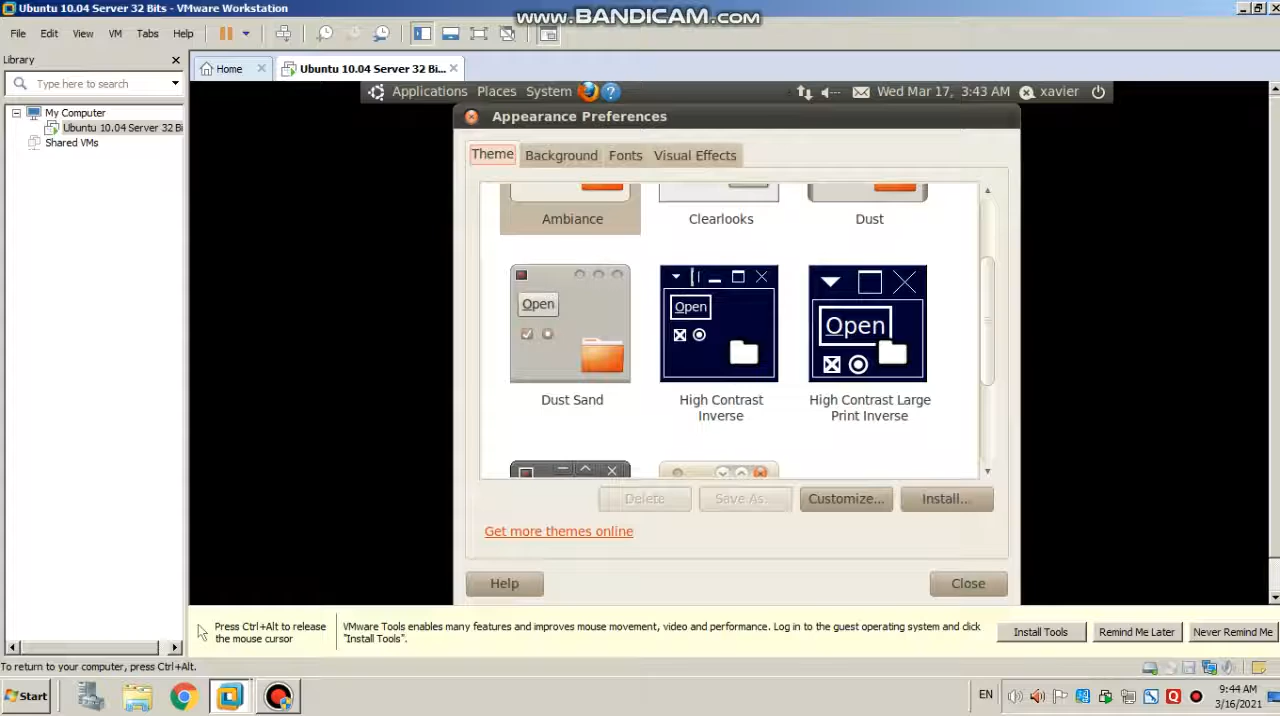 Ubuntu 10.04 Server 32 Bits - VMware Workstation
www.BANDICAM.com
File Edit View VM Tabs Help
Library
Home
Ubuntu 10.04 Server 32 Bi...
Type here to search
My Computer
Ubuntu 10.04 Server 32 Bi
Shared VMs
Applications Places System
Wed Mar 17, 3:43 AM
xavier
Appearance Preferences
Theme Background Fonts Visual Effects
Ambiance
Clearlooks
Dust
Open
Open
Open
Dust Sand
High Contrast
Inverse
High Contrast Large
Print Inverse
Delete
Save As.
Customize...
Install...
Get more themes online
Help
Close
Press Ctrl+Alt to release
the mouse cursor
VMware Tools enables many features and improves mouse movement, video and performance. Log in to the guest operating system and click
"Install Tools".
Install Tools
Remind Me Later
Never Remind Me
To return to your computer, press Ctrl+Alt.
Start
EN
9:44 AM
3/16/2021